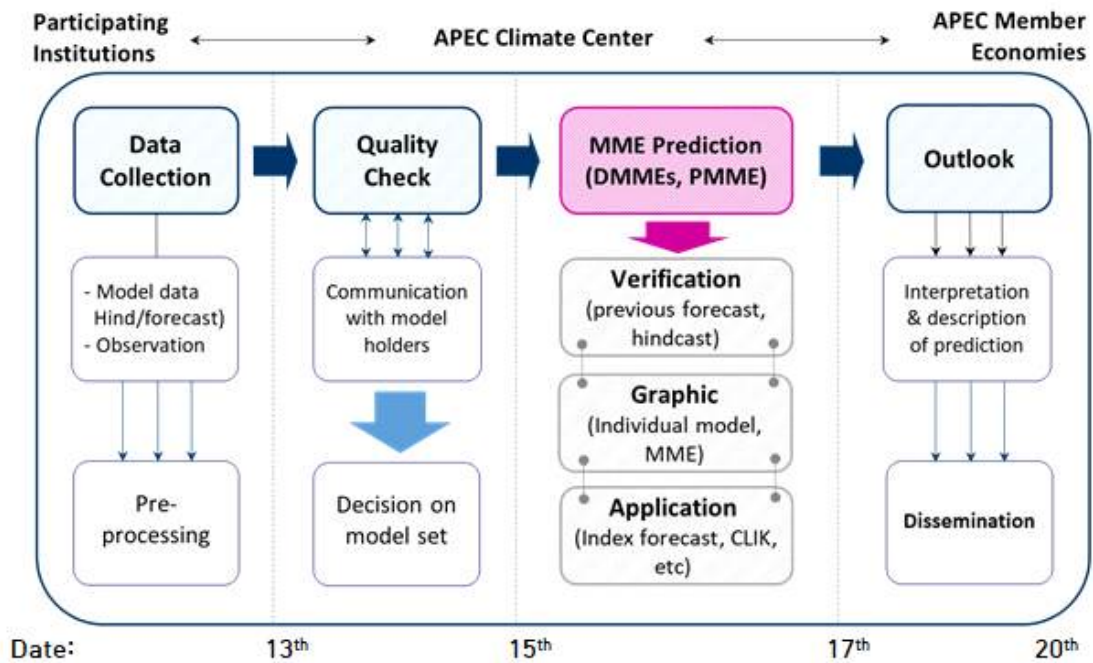 Participating
Institutions
APEC Climate Center
APEC Member
Economies
Data
Collection
Quality
Check
MME Prediction
(DMMEs, PMME)
Outlook
- Model data
Hind/forecast)
- Observation
Communication
with model
holders
Verification
(previous forecast,
hindcast)
Interpretation
& description
of prediction
Graphic
(Individual model,
MME)
Pre-
processing
Decision on
model set
Application
(Index forecast, CLIK,
etc)
Dissemination
Date: 13th 15th 17th 20th